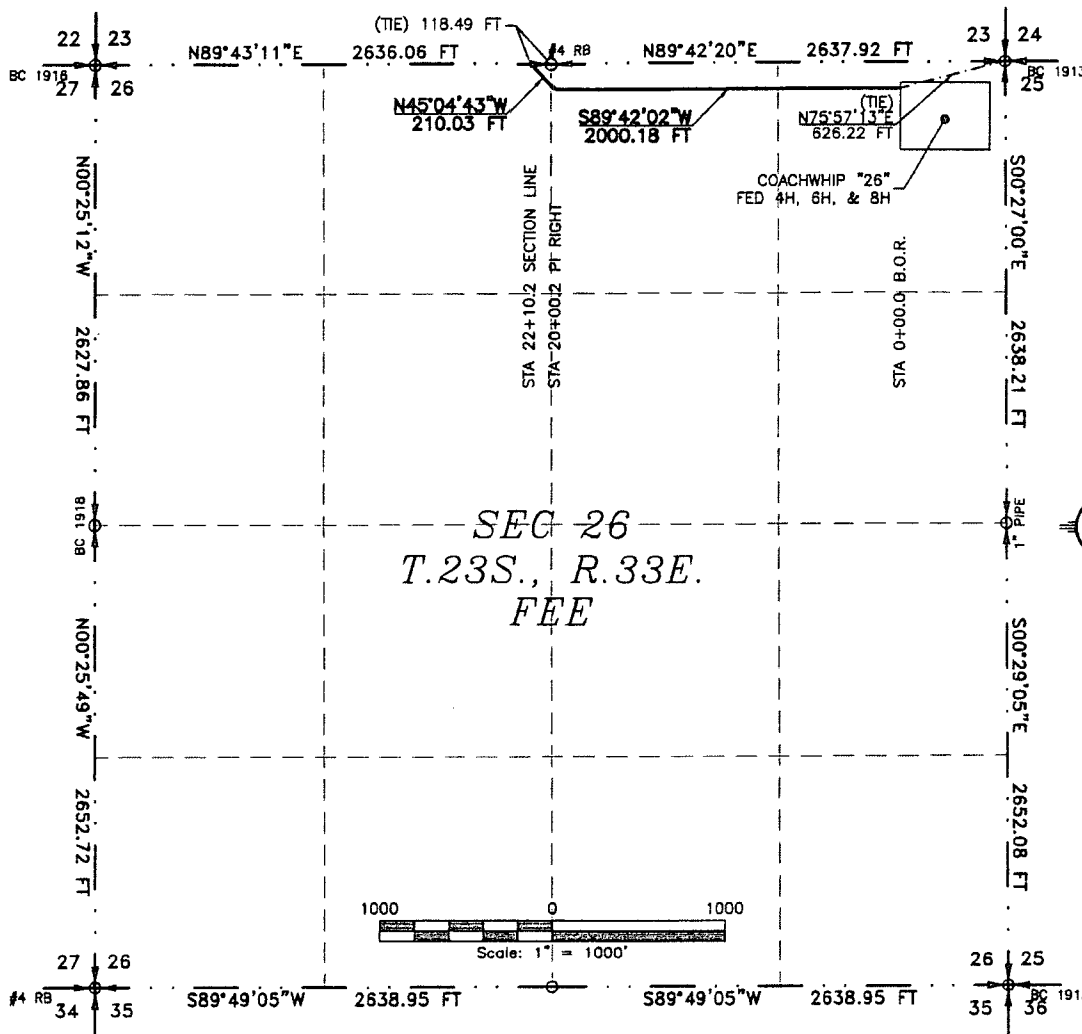 (TIE) 118.49 FT
22 23
N89°43'11"E 2636.06 FT
#4 RB
N89°42'20"E 2637.92 FT
23 24
BC 1918
27 26
BC 1913
25
N45°04'43"W
210.03 FT
S89°42'02"W
2000.18 FT
(TIE)
N75°57'13"E
626.22 FT
COACHWHIP "26"
FED 4H, 6H, & 8H
N00°25'12"W 2627.86 FT
STA 22+10.2 SECTION LINE
STA 20+00.2 PI RIGHT
STA 0+00.0 B.O.R.
S00°27'00"E 2638.21 FT
BC 1918
1" PIPE
SEC 26
T.23S., R.33E.
FEE
N00°25'49"W 2652.72 FT
S00°29'05"E 2652.08 FT
1000 0 1000
Scale: 1" = 1000'
27 26
#4 RB
34 35
S89°49'05"W 2638.95 FT
S89°49'05"W 2638.95 FT
26 25
35 36